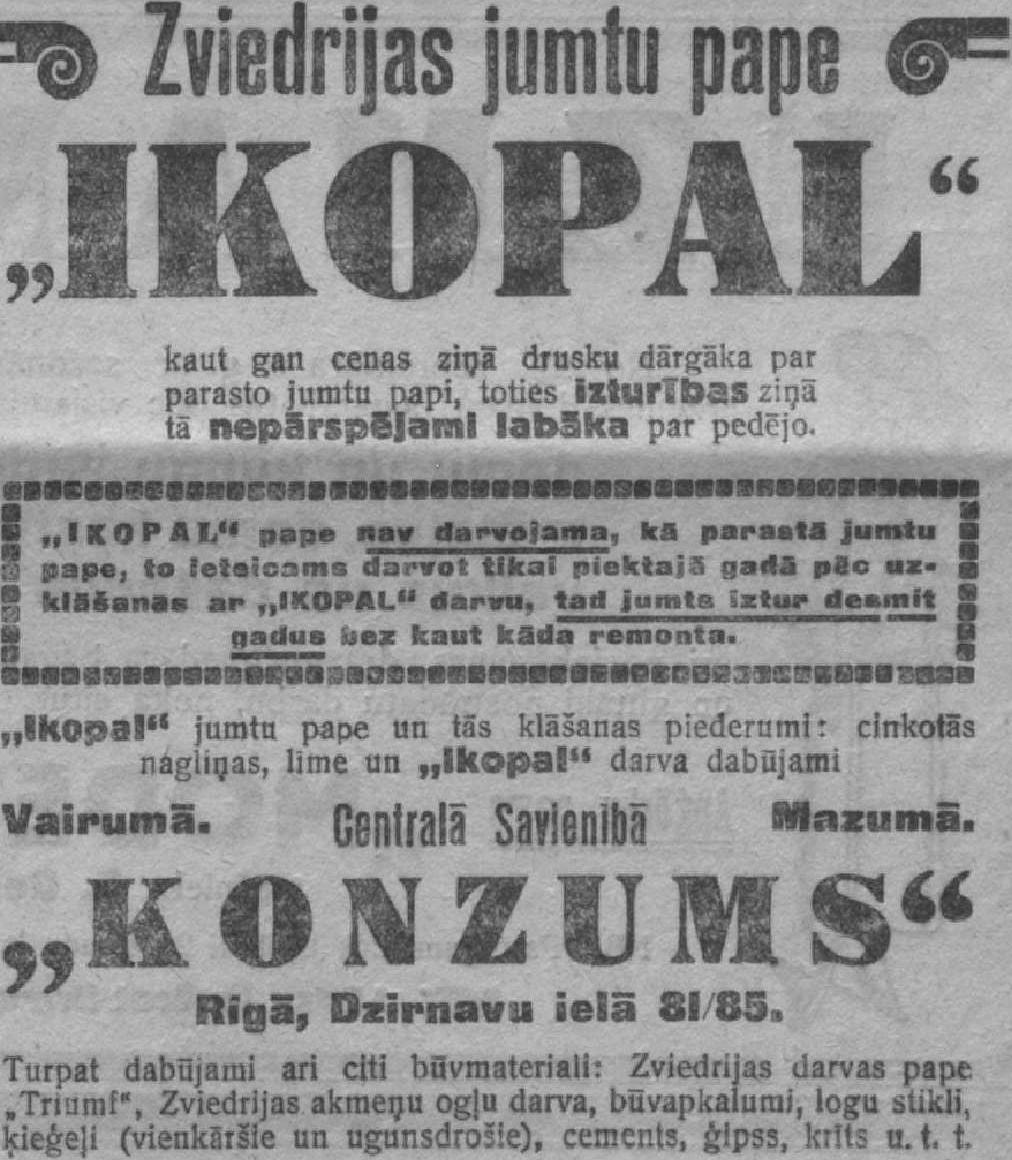 Zviedrijas jumtu pape
„IKOPAL“
kaut gan cenas ziņā drusku dārgāka par
parasto jumtu papi, toties izturības ziņā
tā nepārspējami labāka par pedējo.
„IKOPAL“ pape nav darvojama, kā parastā jumtu
pape, to ieteicams darvot tikai piektajā gadā pēc uz-
klāšanas ar „IKOPAL“ darvu, tad jumts iztur desmit
gadus bez kaut kāda remonta.
„Ikopal“ jumtu pape un tās klāšanas piederumi: cinkotās
nagliņas, lime un „Ikopal“ darva dabūjami
Vairumā. Centralā Savienībā Mazumā.
„KONZUMS“
Rigā, Dzirnavu ielā 81/85.
Turpat dabūjami ari citi būvmateriali: Zviedrijas darvas pape
„Triumf“, Zviedrijas akmeņu ogļu darva, būvapkalumi, logu stikli,
ķieģeļi (vienkāršie un ugunsdrošie), cements, ģipss, krīts u. t. t.